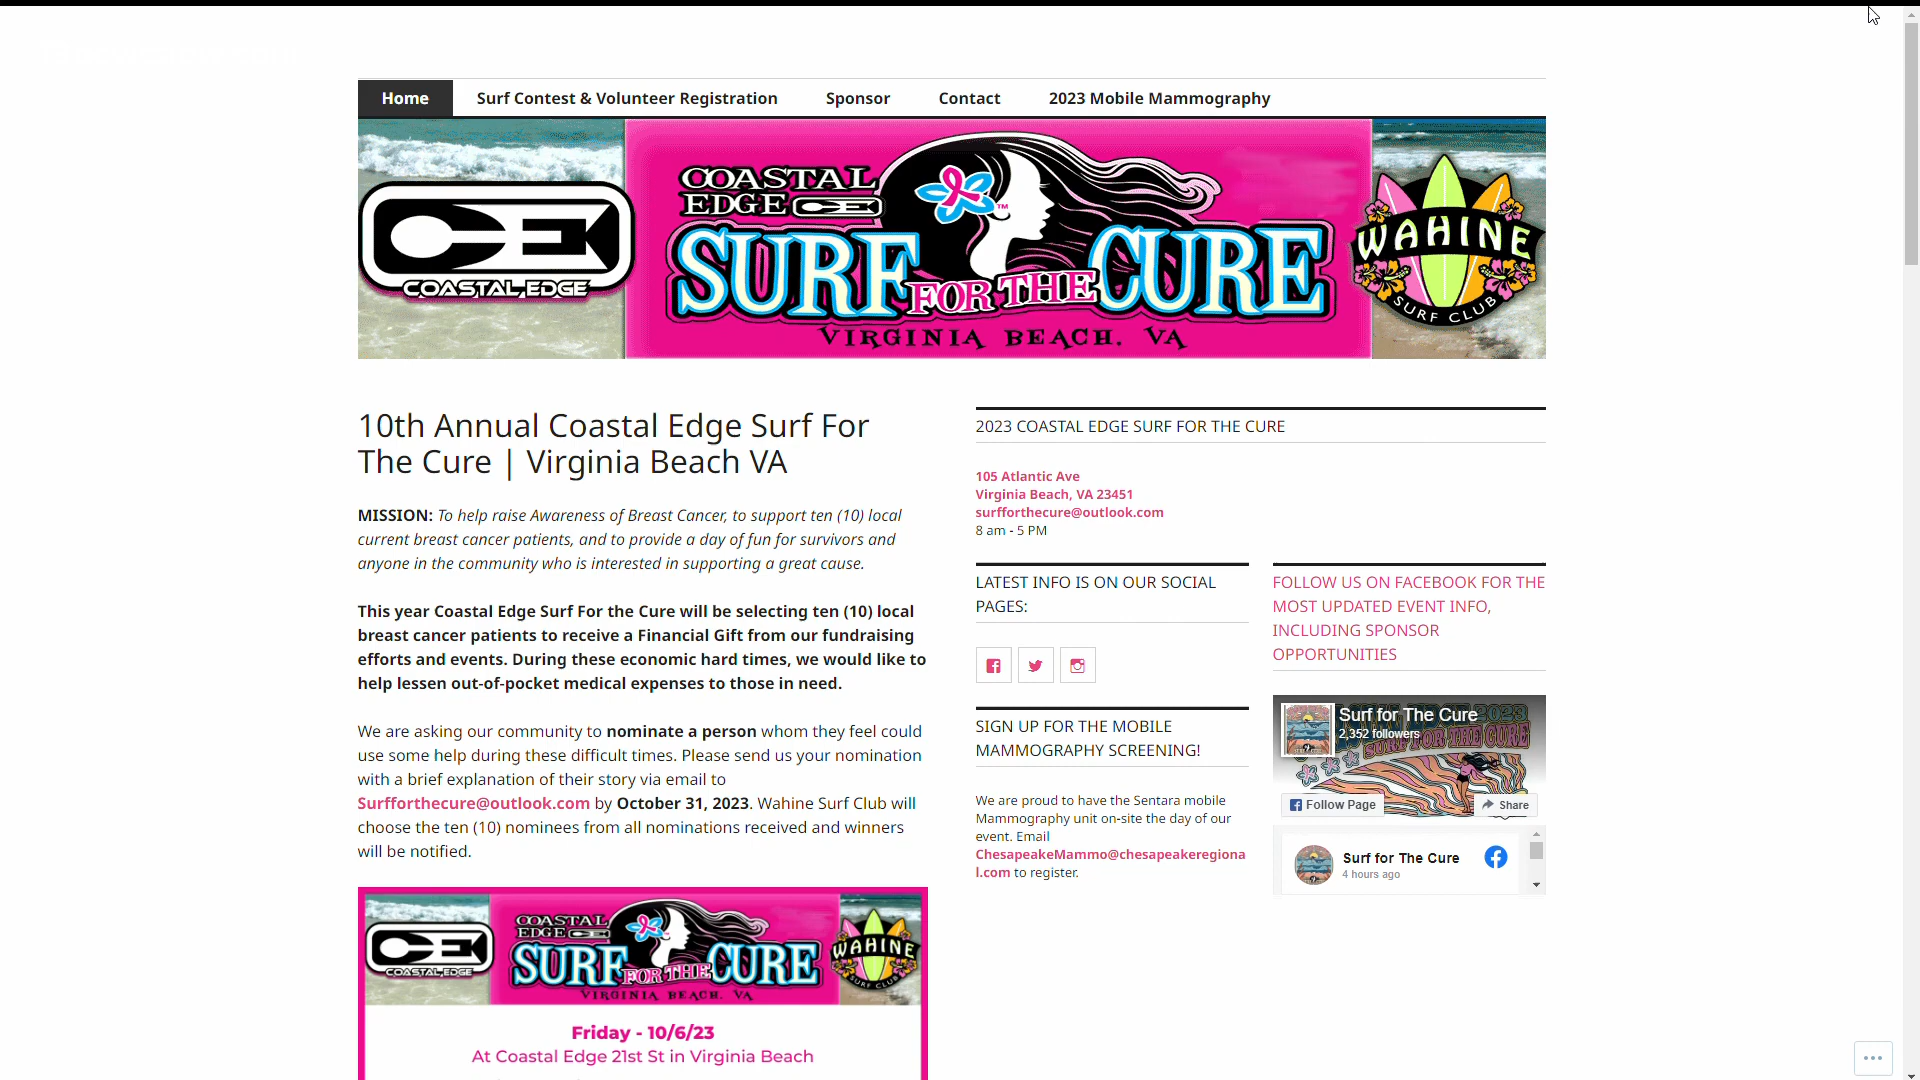 Home
Surf Contest & Volunteer Registration
Sponsor
Contact
2023 Mobile Mammography
COASTAL EDGE
COASTAL
EDGE CE
SURF FOR THE CURE
VIRGINIA BEACH, VA
WAHINE
SURF CLUB
10th Annual Coastal Edge Surf For
The Cure | Virginia Beach VA
MISSION: To help raise Awareness of Breast Cancer, to support ten (10) local
current breast cancer patients, and to provide a day of fun for survivors and
anyone in the community who is interested in supporting a great cause.
This year Coastal Edge Surf For the Cure will be selecting ten (10) local
breast cancer patients to receive a Financial Gift from our fundraising
efforts and events. During these economic hard times, we would like to
help lessen out-of-pocket medical expenses to those in need.
We are asking our community to nominate a person whom they feel could
use some help during these difficult times. Please send us your nomination
with a brief explanation of their story via email to
Surfforthecure@outlook.com by October 31, 2023. Wahine Surf Club will
choose the ten (10) nominees from all nominations received and winners
will be notified.
COASTAL EDGE
COASTAL
EDGE CE
SURF FOR THE CURE
VIRGINIA BEACH, VA
WAHINE
SURF CLUB
Friday - 10/6/23
At Coastal Edge 21st St in Virginia Beach
2023 COASTAL EDGE SURF FOR THE CURE
105 Atlantic Ave
Virginia Beach, VA 23451
surfforthecure@outlook.com
8 am - 5 PM
LATEST INFO IS ON OUR SOCIAL
PAGES:
SIGN UP FOR THE MOBILE
MAMMOGRAPHY SCREENING!
We are proud to have the Sentara mobile
Mammography unit on-site the day of our
event. Email
ChesapeakeMammo@chesapeakeregiona
l.com to register.
FOLLOW US ON FACEBOOK FOR THE
MOST UPDATED EVENT INFO,
INCLUDING SPONSOR
OPPORTUNITIES
Surf for The Cure
2,352 followers
2023
SURF FOR THE CURE
Follow Page
Share
Surf for The Cure
4 hours ago